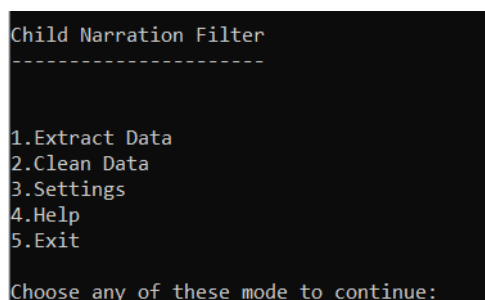 Child Narration Filter
----------------------
1.Extract Data
2.Clean Data
3.Settings
4.Help
5.Exit
Choose any of these mode to continue: